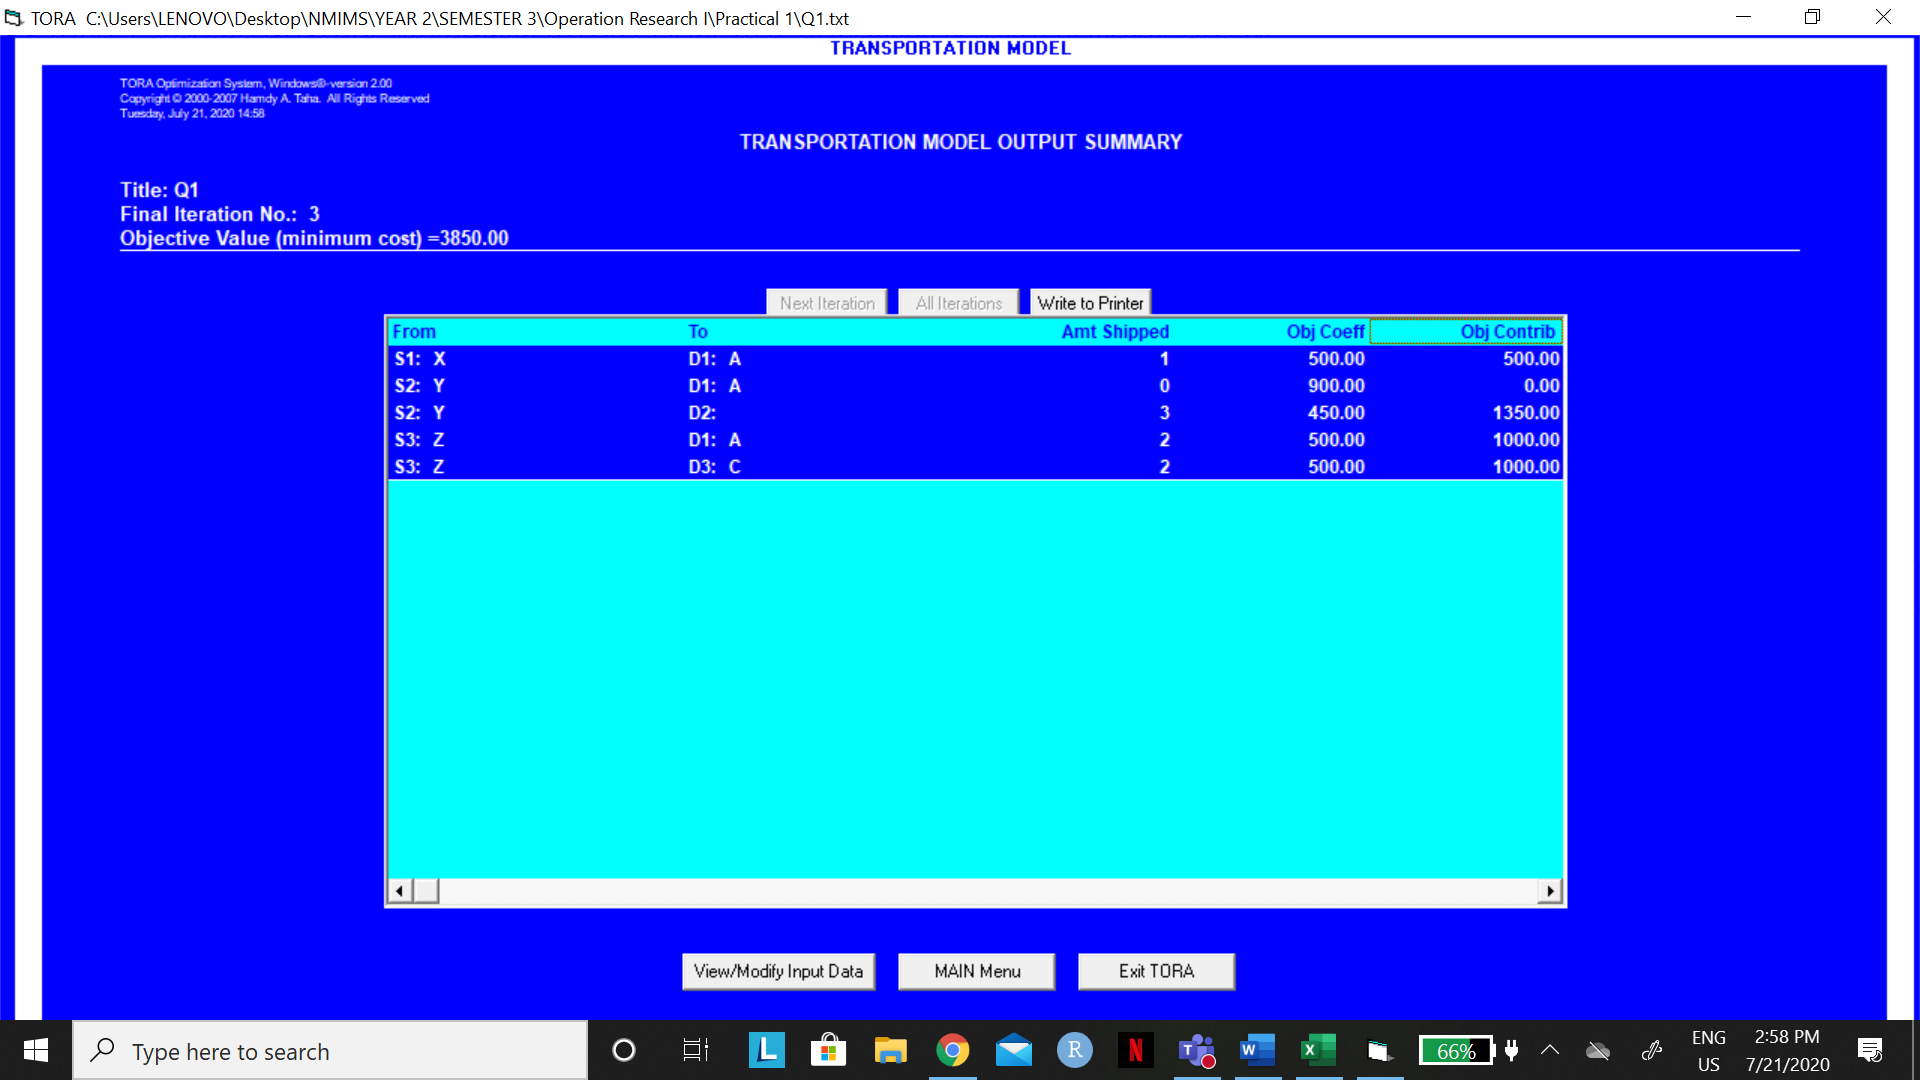 TORA C:\Users\LENOVO\Desktop\NMIMS\YEAR 2\SEMESTER 3\Operation Research I\Practical 1\Q1.txt
TRANSPORTATION MODEL
TORA Optimization System, Windows®-version 2.00
Copyright © 2000-2007 Hamdy A. Taha. All Rights Reserved
Tuesday, July 21, 2020 14:58
TRANSPORTATION MODEL OUTPUT SUMMARY
Title: Q1
Final Iteration No.: 3
Objective Value (minimum cost) =3850.00
Next Iteration All Iterations Write to Printer
From To Amt Shipped Obj Coeff Obj Contrib
S1: X D1: A 1 500.00 500.00
S2: Y D1: A 0 900.00 0.00
S2: Y D2: 3 450.00 1350.00
S3: Z D1: A 2 500.00 1000.00
S3: Z D3: C 2 500.00 1000.00
View/Modify Input Data MAIN Menu Exit TORA
Type here to search
L
R
N
T
W
X
66%
ENG
US
2:58 PM
7/21/2020